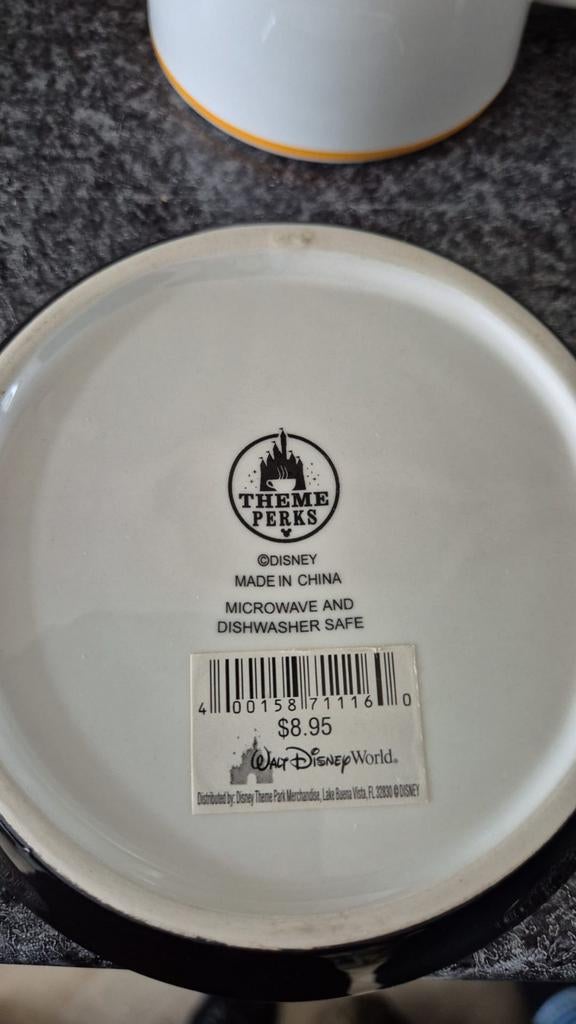 THEME
PERKS
©DISNEY
MADE IN CHINA
MICROWAVE AND
DISHWASHER SAFE
4 00158 71116 0
$8.95
WALT DISNEY World®
Distributed by: Disney Theme Park Merchandise, Lake Buena Vista, FL 32830 © DISNEY